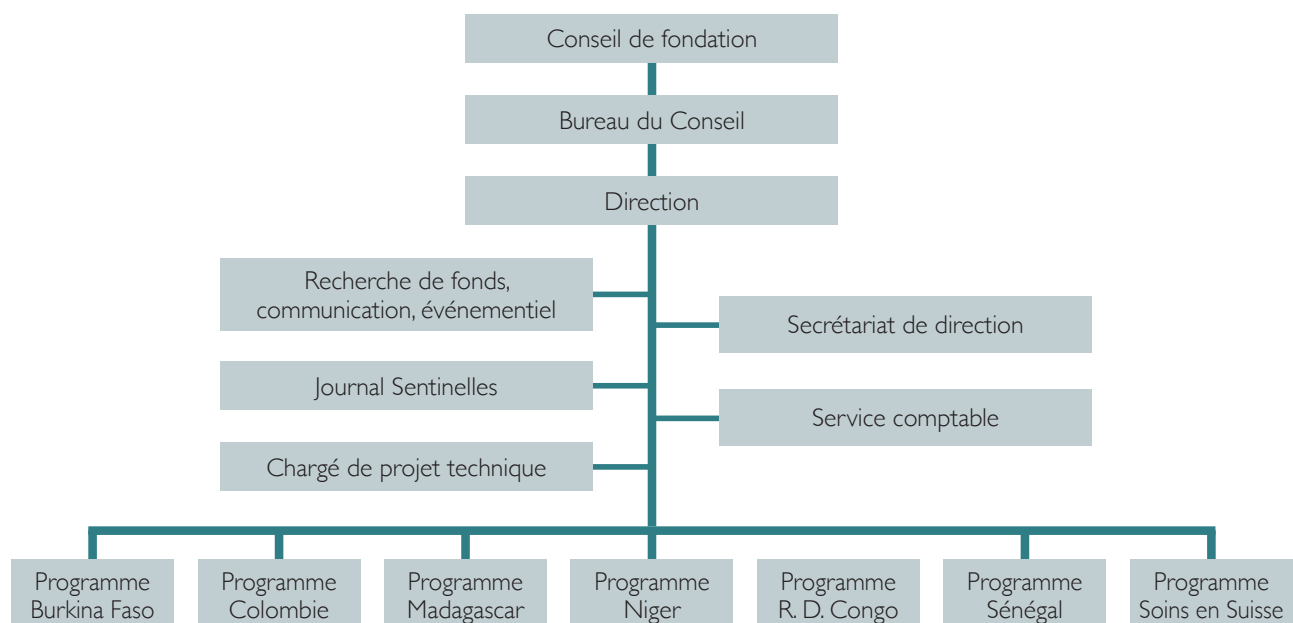 Conseil de fondation
Bureau du Conseil
Direction
Recherche de fonds,
communication, événementiel
Secrétariat de direction
Journal Sentinelles
Service comptable
Chargé de projet technique
Programme
Burkina Faso
Programme
Colombie
Programme
Madagascar
Programme
Niger
Programme
R. D. Congo
Programme
Sénégal
Programme
Soins en Suisse